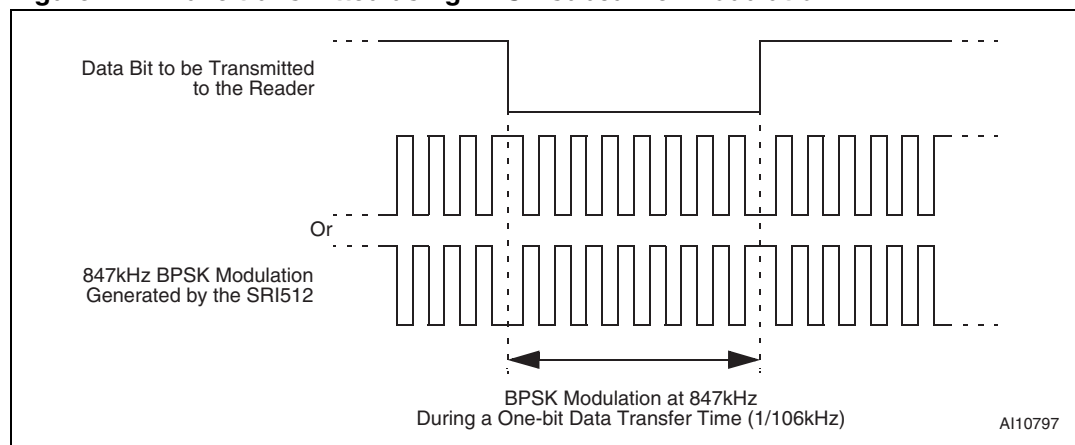 Data Bit to be Transmitted
to the Reader
Or
847kHz BPSK Modulation
Generated by the SRI512
BPSK Modulation at 847kHz
During a One-bit Data Transfer Time (1/106kHz)
AI10797